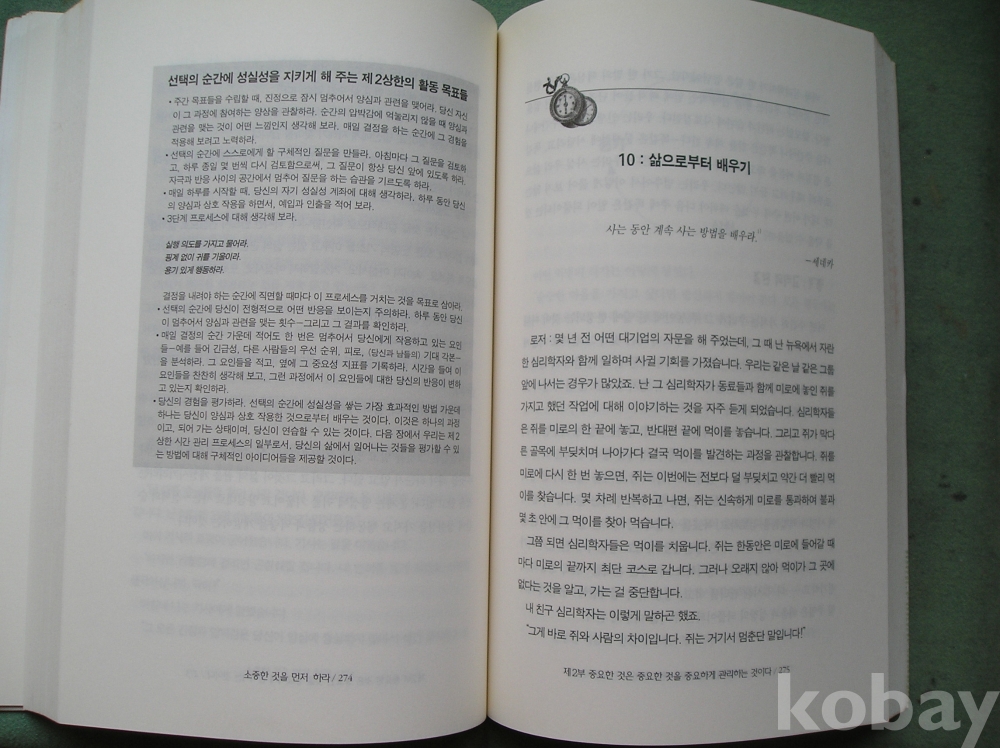 선택의 순간에 성실성을 지키게 해 주는 제2상한의 활동 목표들
• 주간 목표들을 수립할 때, 진정으로 잠시 멈추어서 양심과 관련을 맺어라. 당신 자신
이 그 과정에 참여하는 양상을 관찰하라. 순간의 압박감에 억눌리지 않을 때 양심과
관련을 맺는 것이 어떤 느낌인지 생각해 보라. 매일 결정을 하는 순간에 그 경험을
적용해 보려고 노력하라.
• 선택의 순간에 스스로에게 할 구체적인 질문을 만들라. 아침마다 그 질문을 검토하
고, 하루 종일 몇 번씩 다시 검토함으로써, 그 질문이 항상 당신 앞에 있도록 하라.
자극과 반응 사이의 공간에서 멈추어 질문을 하는 습관을 기르도록 하라.
• 매일 하루를 시작할 때, 당신의 자기 성실성 계좌에 대해 생각하라. 하루 동안 당신
의 양심과 상호 작용을 하면서, 예입과 인출을 적어 보라.
• 3단계 프로세스에 대해 생각해 보라.
실행 의도를 가지고 물어라.
핑계 없이 귀를 기울이라.
용기 있게 행동하라.
결정을 내려야 하는 순간에 직면할 때마다 이 프로세스를 거치는 것을 목표로 삼아라.
• 선택의 순간에 당신이 전형적으로 어떤 반응을 보이는지 주의하라. 하루 동안 당신
이 멈추어서 양심과 관련을 맺는 횟수—그리고 그 결과를 확인하라.
• 매일 결정의 순간 가운데 적어도 한 번은 멈추어서 당신에게 작용하고 있는 요인
들—예를 들어 긴급성, 다른 사람들의 우선 순위, 피로, (당신과 남들의) 기대 각본—
을 분석하라. 그 요인들을 적고, 옆에 그 중요성 지표를 기록하라. 시간을 들여 이
요인들을 찬찬히 생각해 보고, 그런 과정에서 이 요인들에 대한 당신의 반응이 변하
고 있는지 확인하라.
• 당신의 경험을 평가하라. 선택의 순간에 성실성을 쌓는 가장 효과적인 방법 가운데
하나는 당신이 양심과 상호 작용한 것으로부터 배우는 것이다. 이것은 하나의 과정
이고, 되어 가는 상태이며, 당신이 연습할 수 있는 것이다. 다음 장에서 우리는 제2
상한 시간 관리 프로세스의 일부로서, 당신의 삶에서 일어나는 것들을 평가할 수 있
는 방법에 대해 구체적인 아이디어들을 제공할 것이다.
소중한 것을 먼저 하라 / 274
10 : 삶으로부터 배우기
사는 동안 계속 사는 방법을 배우라."
—세네카
로저 : 몇 년 전 어떤 대기업의 자문을 해 주었는데, 그 때 난 뉴욕에서 자란
한 심리학자와 함께 일하며 사귈 기회를 가졌습니다. 우리는 같은 날 같은 그룹
앞에 나서는 경우가 많았죠. 난 그 심리학자가 동료들과 함께 미로에 놓인 쥐를
가지고 했던 작업에 대해 이야기하는 것을 자주 듣게 되었습니다. 심리학자들
은 쥐를 미로의 한 끝에 놓고, 반대편 끝에 먹이를 놓습니다. 그리고 쥐가 막다
른 골목에 부딪치며 나아가다 결국 먹이를 발견하는 과정을 관찰합니다. 쥐를
미로에 다시 한 번 놓으면, 쥐는 이번에는 전보다 덜 부딪치고 약간 더 빨리 먹
이를 찾습니다. 몇 차례 반복하고 나면, 쥐는 신속하게 미로를 통과하여 불과
몇 초 안에 그 먹이를 찾아 먹습니다.
그쯤 되면 심리학자들은 먹이를 치웁니다. 쥐는 한동안은 미로에 들어갈 때
마다 미로의 끝까지 최단 코스로 갑니다. 그러나 오래지 않아 먹이가 그 곳에
없다는 것을 알고, 가는 걸 중단합니다.
내 친구 심리학자는 이렇게 말하곤 했죠.
"그게 바로 쥐와 사람의 차이입니다. 쥐는 거기서 멈춘단 말입니다!"
제2부 중요한 것은 중요한 것을 중요하게 관리하는 것이다 / 275
kobay